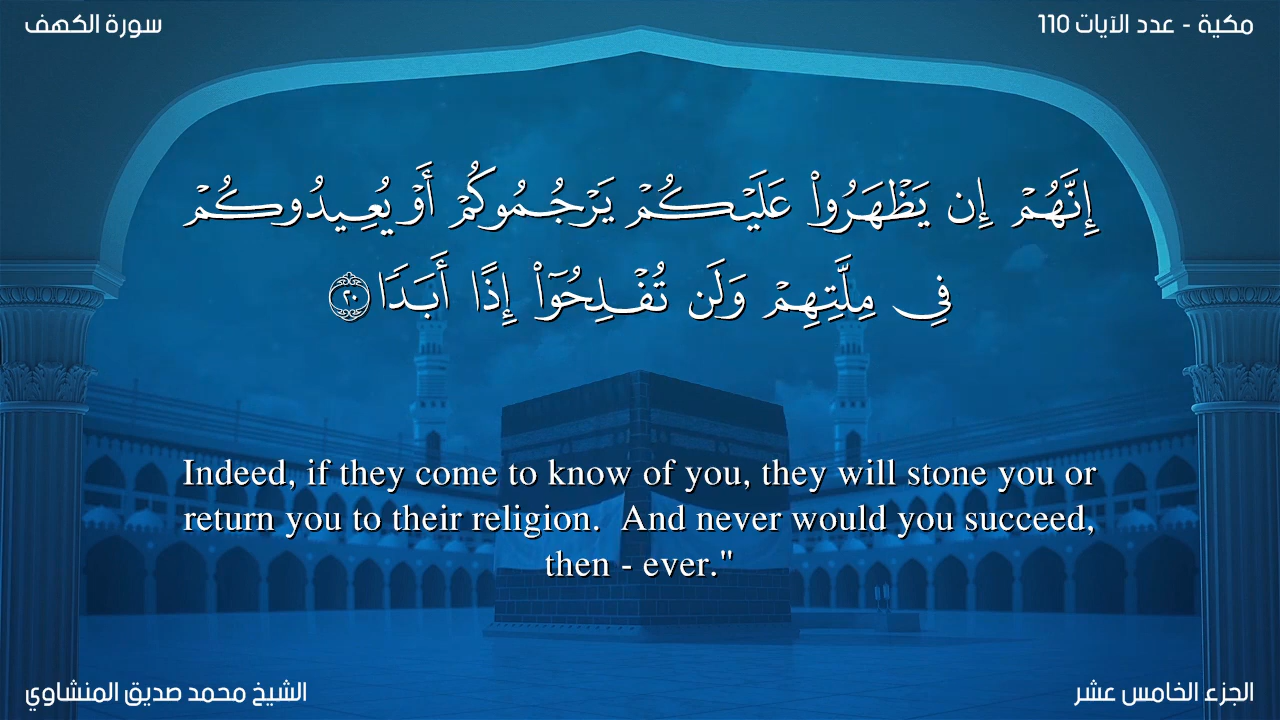 مكية - عدد الآيات 110
سورة الكهف
إِنَّهُمْ إِن يَظْهَرُوا۟ عَلَيْكُمْ يَرْجُمُوكُمْ أَوْ يُعِيدُوكُمْ
فِى مِلَّتِهِمْ وَلَن تُفْلِحُوٓا۟ إِذًا أَبَدًا ٢٠
Indeed, if they come to know of you, they will stone you or
return you to their religion.  And never would you succeed,
then - ever."
الجزء الخامس عشر
الشيخ محمد صديق المنشاوي